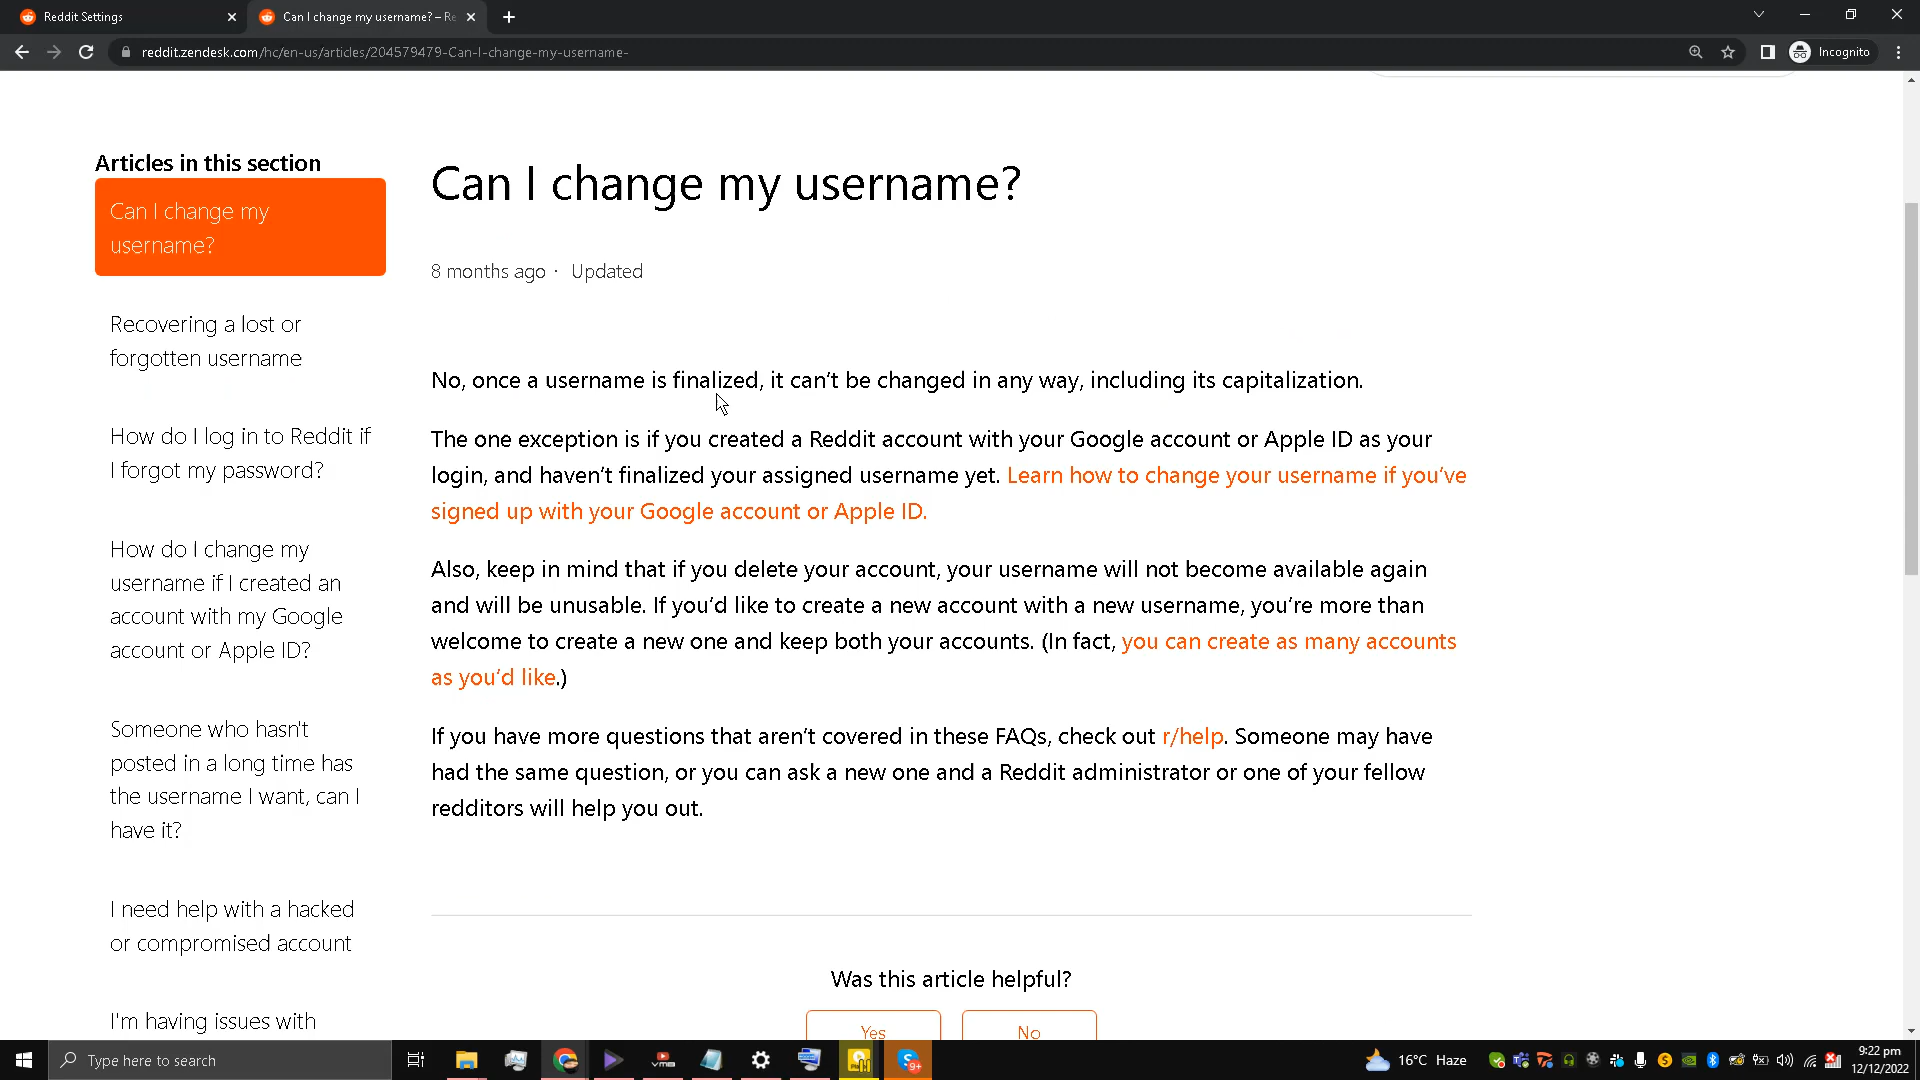 Reddit Settings
Can I change my username? – Re
reddit.zendesk.com/hc/en-us/articles/204579479-Can-I-change-my-username-
Incognito
Articles in this section
Can I change my
username?
Recovering a lost or
forgotten username
How do I log in to Reddit if
I forgot my password?
How do I change my
username if I created an
account with my Google
account or Apple ID?
Someone who hasn't
posted in a long time has
the username I want, can I
have it?
I need help with a hacked
or compromised account
I'm having issues with
Can I change my username?
8 months ago · Updated
No, once a username is finalized, it can’t be changed in any way, including its capitalization.
The one exception is if you created a Reddit account with your Google account or Apple ID as your
login, and haven’t finalized your assigned username yet. Learn how to change your username if you’ve
signed up with your Google account or Apple ID.
Also, keep in mind that if you delete your account, your username will not become available again
and will be unusable. If you’d like to create a new account with a new username, you’re more than
welcome to create a new one and keep both your accounts. (In fact, you can create as many accounts
as you’d like.)
If you have more questions that aren’t covered in these FAQs, check out r/help. Someone may have
had the same question, or you can ask a new one and a Reddit administrator or one of your fellow
redditors will help you out.
Was this article helpful?
Yes
No
Type here to search
9+
16°C Haze
9:22 pm
12/12/2022